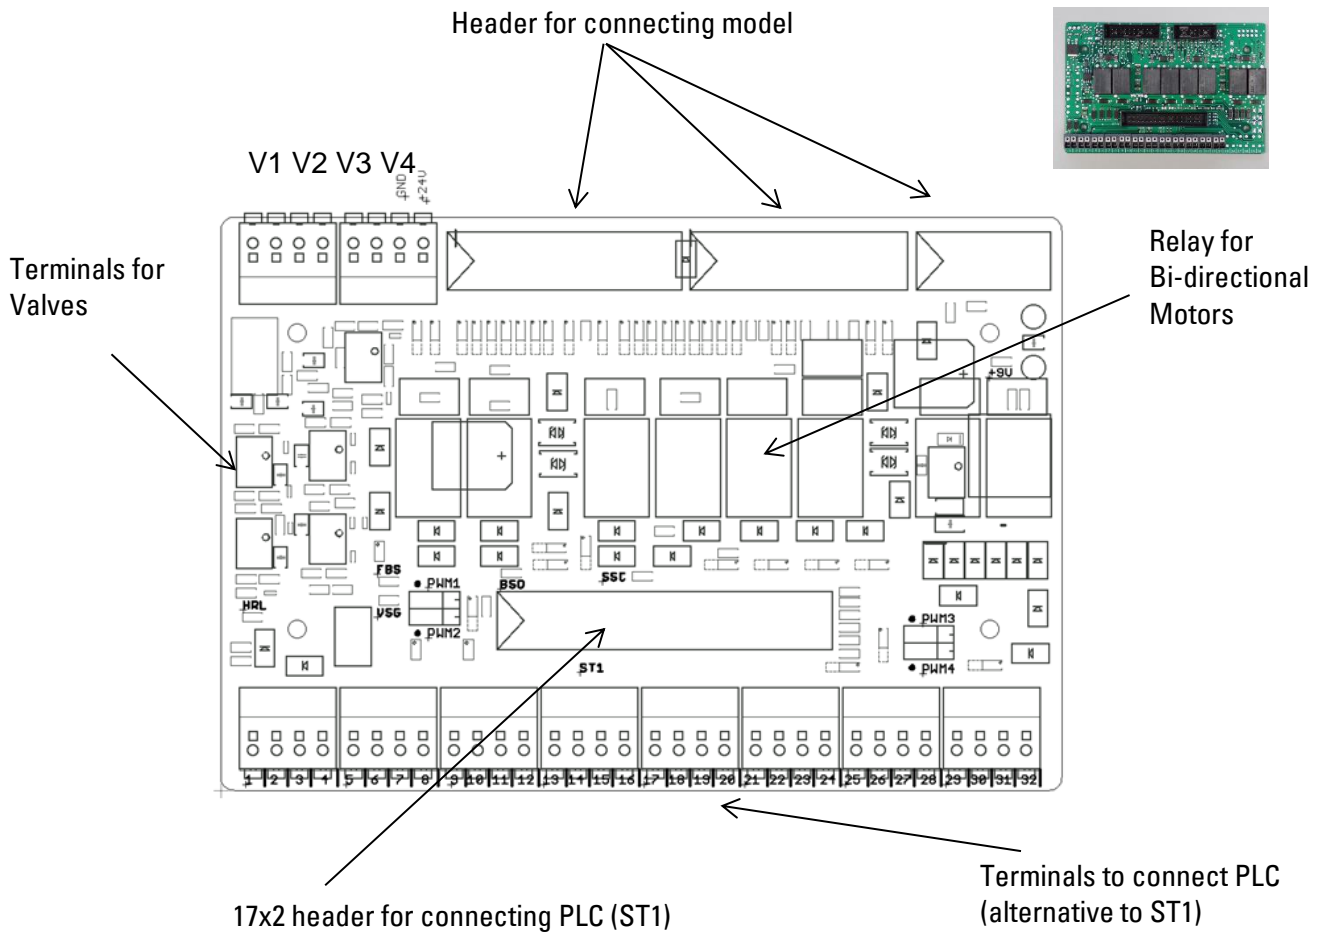 Header for connecting model
V1 V2 V3 V4
GND
+24V
Terminals for
Valves
Relay for
Bi-directional
Motors
+9V
FBS
PWM1
BSO
SSC
HRL
VSG
PWM2
PWM3
ST1
PWM4
1 2 3 4 5 6 7 8 9 10 11 12 13 14 15 16 17 18 19 20 21 22 23 24 25 26 27 28 29 30 31 32
Terminals to connect PLC
(alternative to ST1)
17x2 header for connecting PLC (ST1)